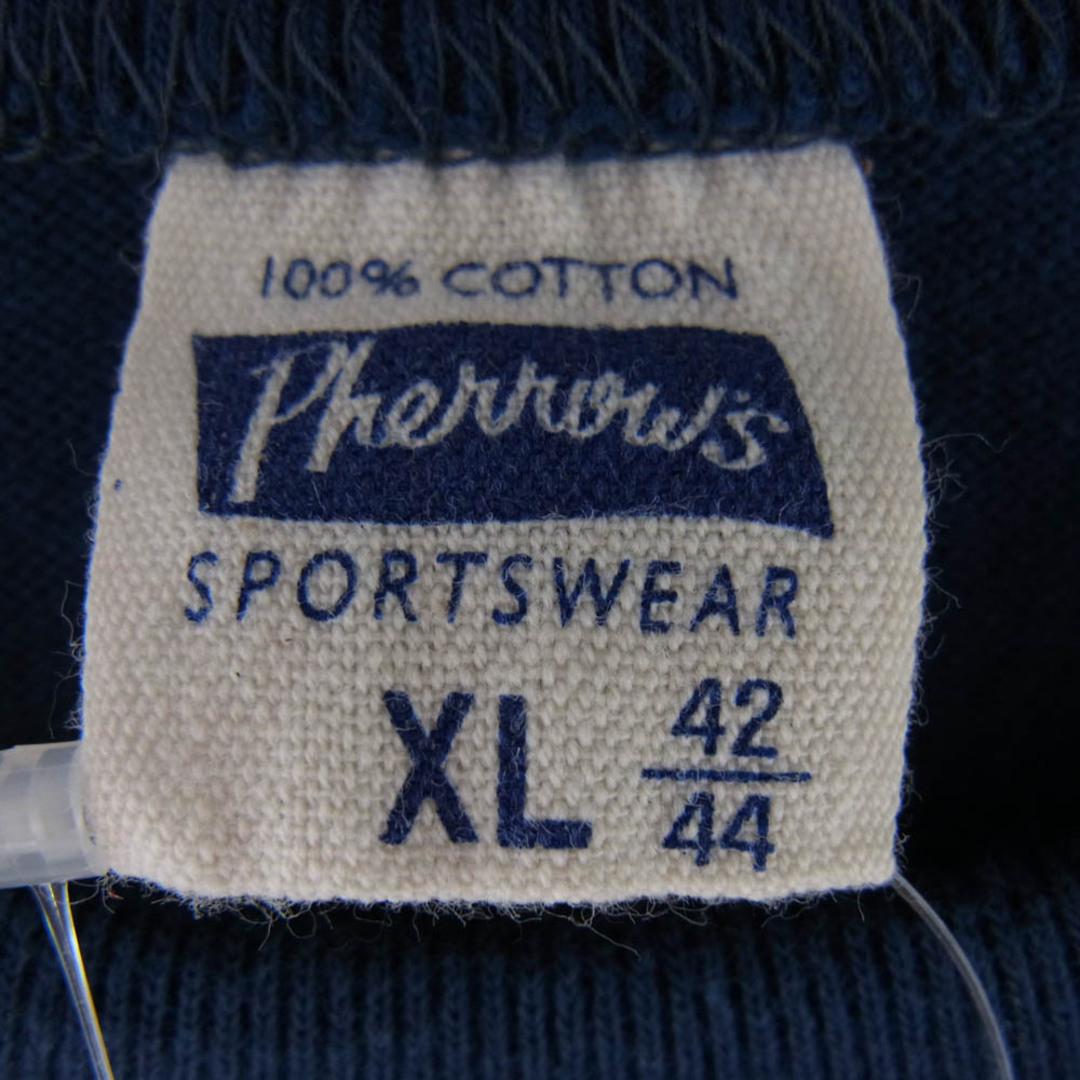 100% COTTON
Pherrow's
SPORTSWEAR
XL 42/44